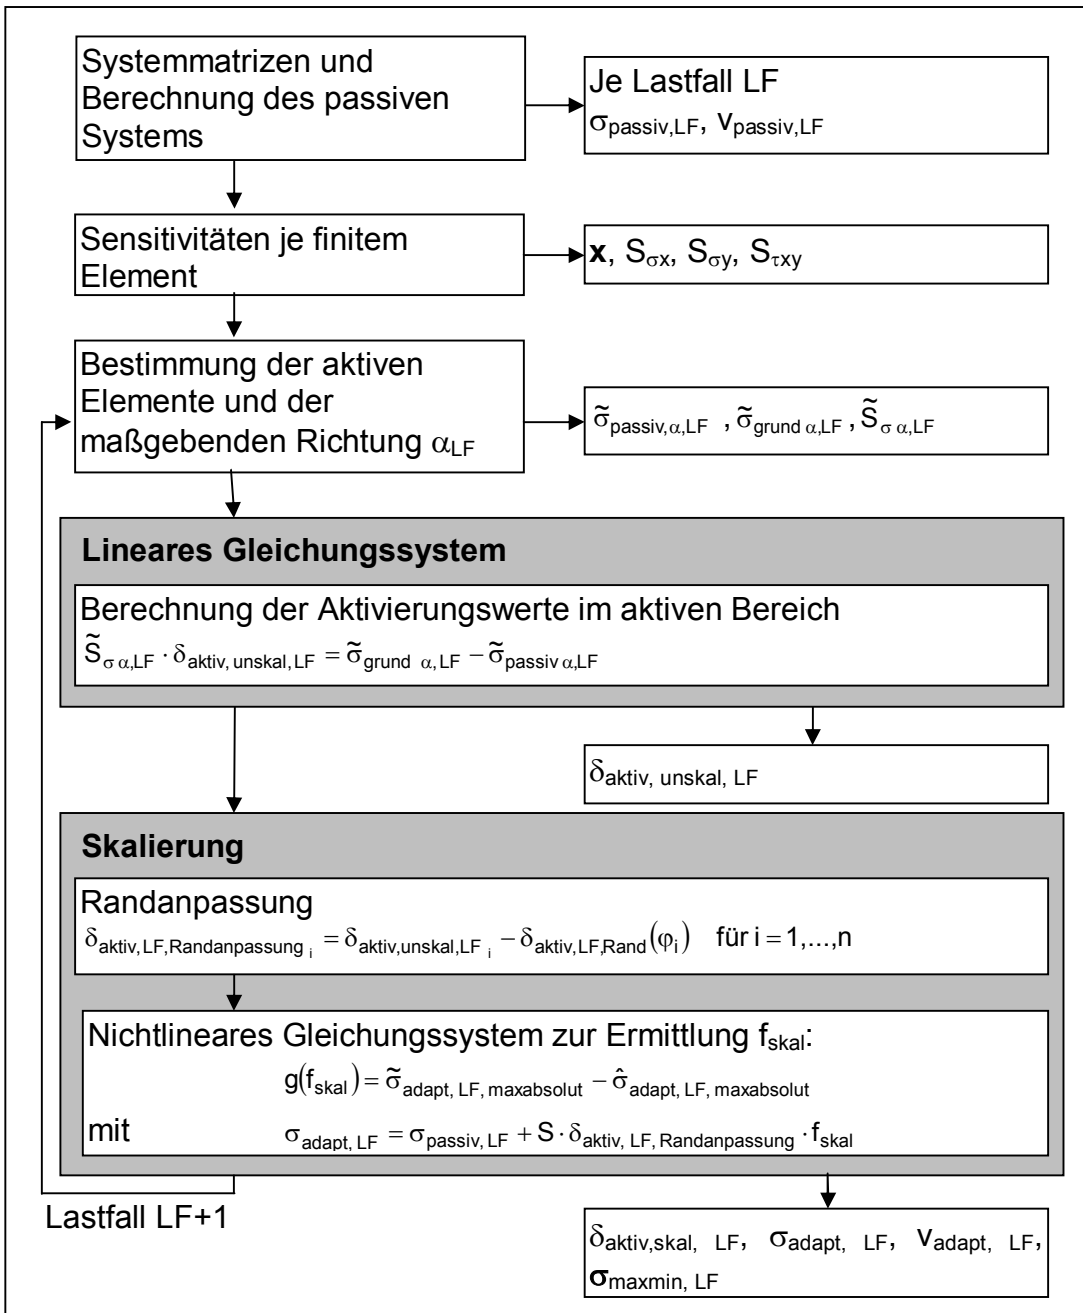 Systemmatrizen und
Berechnung des passiven
Systems
Je Lastfall LF
σpassiv,LF, vpassiv,LF
Sensitivitäten je finitem
Element
x, Sσx, Sσy, Sτxy
Bestimmung der aktiven
Elemente und der
maßgebenden Richtung αLF
σ̃passiv,α,LF , σ̃grund α,LF , S̃σ α,LF
Lineares Gleichungssystem
Berechnung der Aktivierungswerte im aktiven Bereich
S̃σ α,LF · δaktiv, unskal, LF = σ̃grund α, LF − σ̃passiv α,LF
δaktiv, unskal, LF
Skalierung
Randanpassung
δaktiv,LF,Randanpassung i = δaktiv,unskal,LF i − δaktiv,LF,Rand(φi) für i = 1,...,n
Nichtlineares Gleichungssystem zur Ermittlung fskal:
g(fskal) = σ̃adapt, LF, maxabsolut − σ̂adapt, LF, maxabsolut
mit σadapt, LF = σpassiv, LF + S · δaktiv, LF, Randanpassung · fskal
Lastfall LF+1
δaktiv,skal, LF, σadapt, LF, vadapt, LF,
σmaxmin, LF